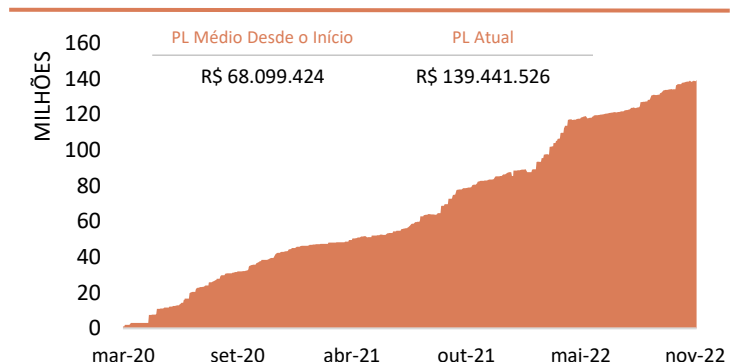 PL Médio Desde o Início PL Atual
R$ 68.099.424 R$ 139.441.526
MILHÕES
160
140
120
100
80
60
40
20
0
mar-20 set-20 abr-21 out-21 mai-22 nov-22